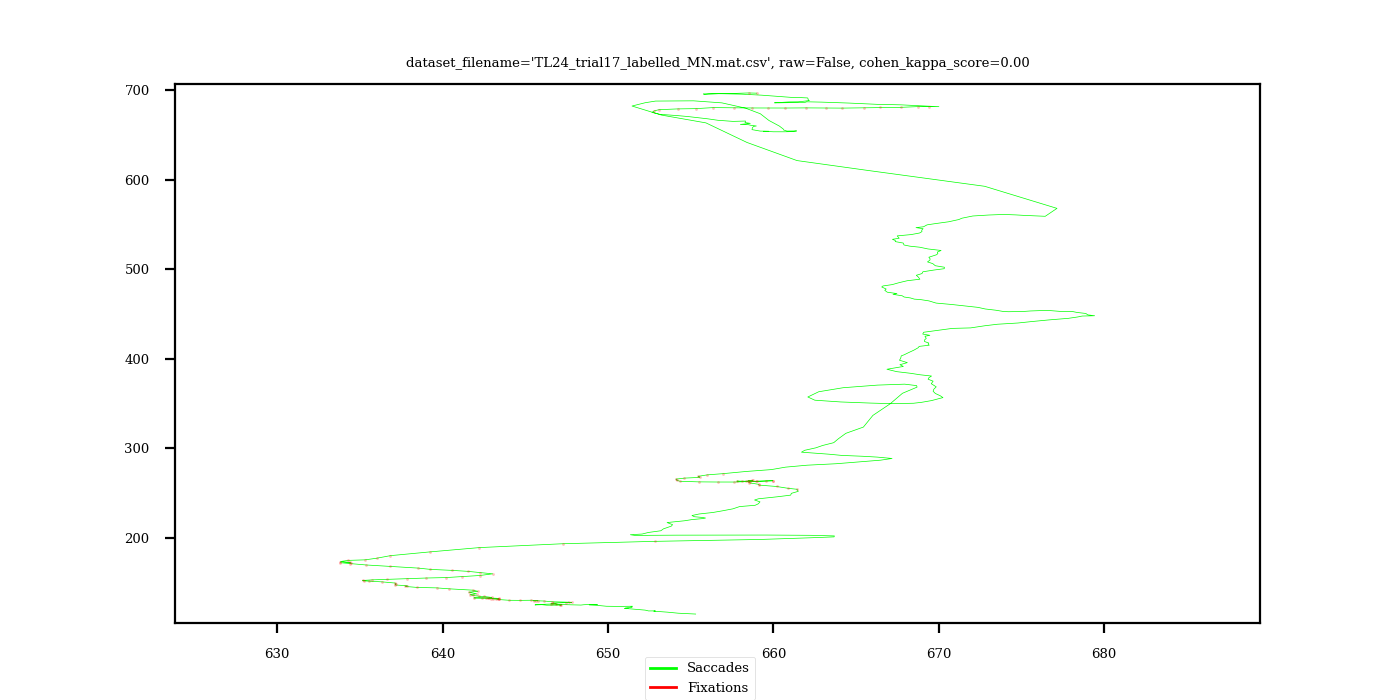 dataset_filename='TL24_trial17_labelled_MN.mat.csv', raw=False, cohen_kappa_score=0.00
700
600
500
400
300
200
630 640 650 660 670 680
Saccades
Fixations